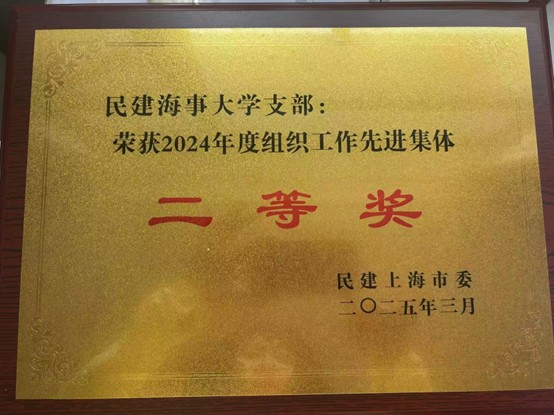 民建海事大学支部：
荣获2024年度组织工作先进集体
二等奖
民建上海市委
二〇二五年三月